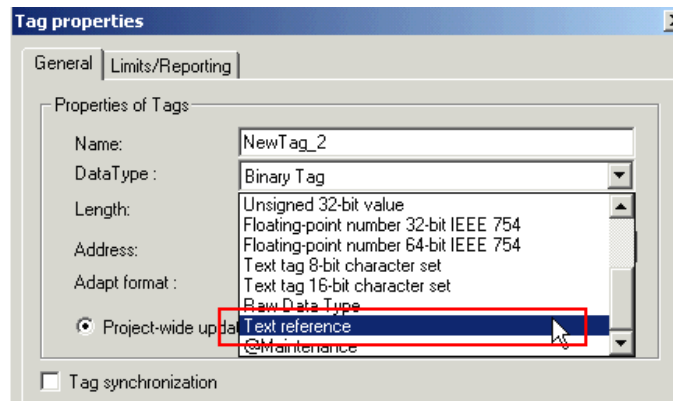 Tag properties
General Limits/Reporting
Properties of Tags
Name: NewTag_2
DataType : Binary Tag
Length: Unsigned 32-bit value
Floating-point number 32-bit IEEE 754
Address: Floating-point number 64-bit IEEE 754
Text tag 8-bit character set
Adapt format : Text tag 16-bit character set
Raw Data Type
Project-wide updat Text reference
@Maintenance
Tag synchronization